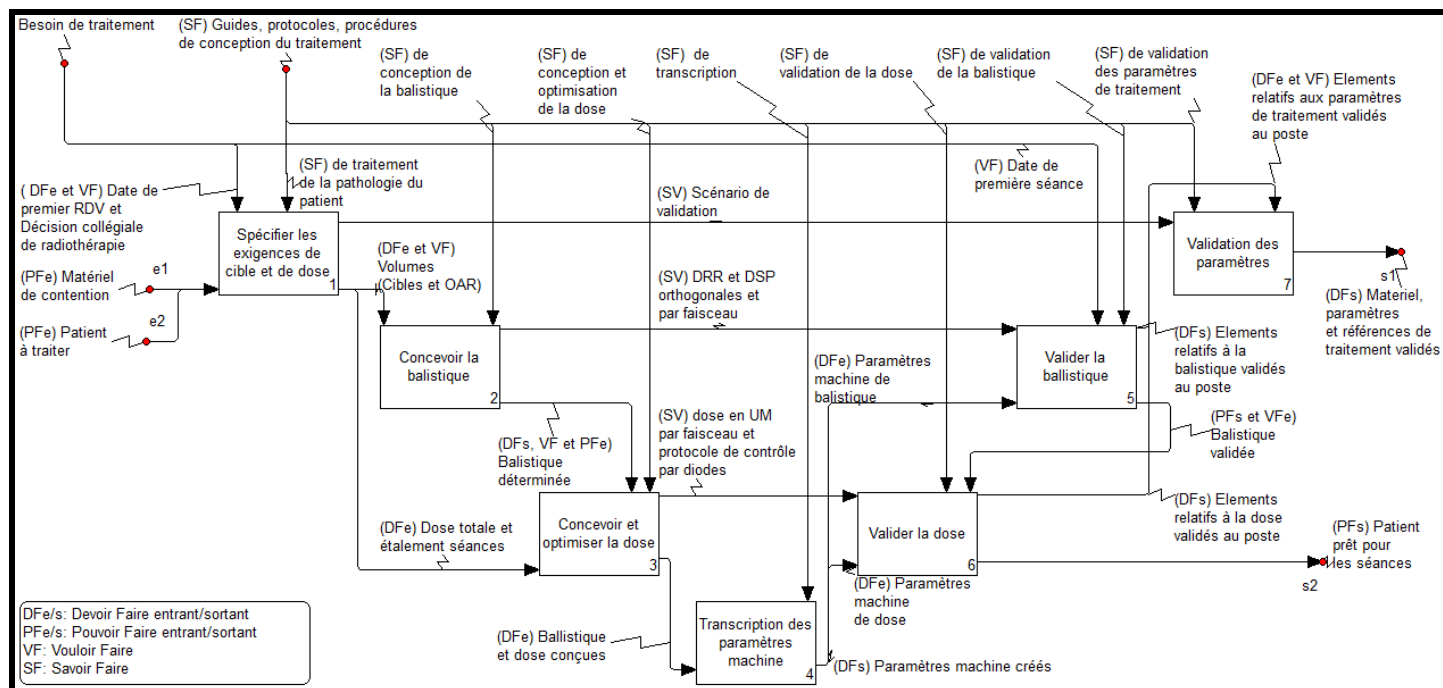 Besoin de traitement
(SF) Guides, protocoles, procédures
de conception du traitement
(SF) de
conception de
la balistique
(SF) de
conception et
optimisation
de la dose
(SF) de
transcription
(SF) de
validation de la dose
(SF) de validation
de la balistique
(SF) de validation
des paramètres
de traitement
(DFe et VF) Elements
relatifs aux paramètres
de traitement validés
au poste
( DFe et VF) Date de
premier RDV et
Décision collégiale
de radiothérapie
(SF) de traitement
de la pathologie du
patient
(VF) Date de
première séance
(SV) Scénario de
validation
Spécifier les
exigences de
cible et de dose
1
Validation des
paramètres
7
(PFe) Matériel
de contention
e1
(PFe) Patient
à traiter
e2
(DFe et VF)
Volumes
(Cibles et OAR)
(SV) DRR et DSP
orthogonales et
par faisceau
s1
(DFs) Materiel,
paramètres
et références de
traitement validés
Concevoir la
balistique
2
(DFe) Paramètres
machine de
balistique
Valider la
ballistique
5
(DFs) Elements
relatifs à la
balistique validés
au poste
(DFs, VF et PFe)
Balistique
déterminée
(SV) dose en UM
par faisceau et
protocole de contrôle
par diodes
(PFs et VFe)
Balistique
validée
(DFe) Dose totale et
étalement séances
Concevoir et
optimiser la dose
3
Valider la dose
6
(DFs) Elements
relatifs à la dose
validés au poste
(PFs) Patient
prêt pour
les séances
s2
(DFe) Paramètres
machine
de dose
(DFe) Ballistique
et dose conçues
Transcription des
paramètres
machine
4
(DFs) Paramètres machine créés
DFe/s: Devoir Faire entrant/sortant
PFe/s: Pouvoir Faire entrant/sortant
VF: Vouloir Faire
SF: Savoir Faire